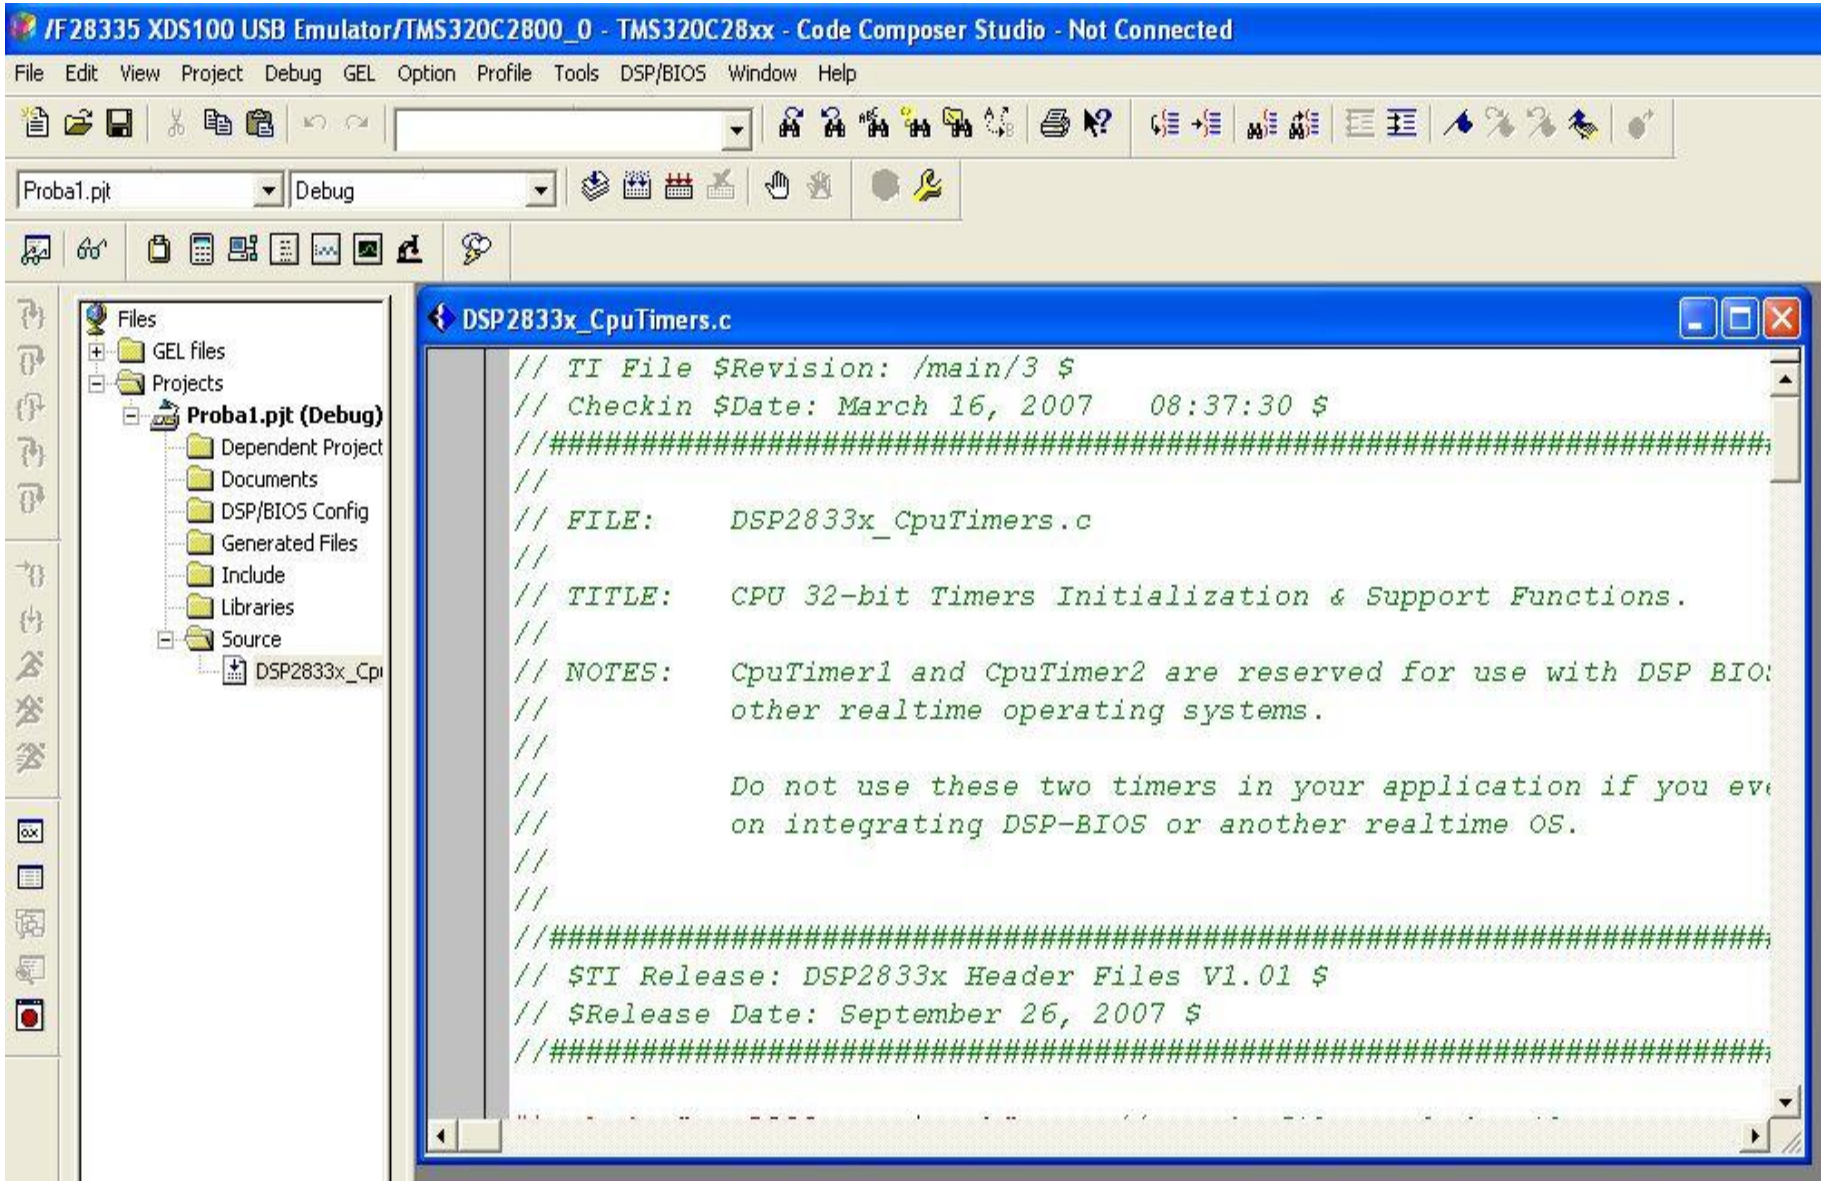 /F28335 XDS100 USB Emulator/TMS320C2800_0 - TMS320C28xx - Code Composer Studio - Not Connected
File Edit View Project Debug GEL Option Profile Tools DSP/BIOS Window Help
Proba1.pjt Debug
Files
GEL files
Projects
Proba1.pjt (Debug)
Dependent Project
Documents
DSP/BIOS Config
Generated Files
Include
Libraries
Source
DSP2833x_Cpu
DSP2833x_CpuTimers.c
// TI File $Revision: /main/3 $
// Checkin $Date: March 16, 2007 08:37:30 $
//####################################################################
//
// FILE: DSP2833x_CpuTimers.c
//
// TITLE: CPU 32-bit Timers Initialization & Support Functions.
//
// NOTES: CpuTimer1 and CpuTimer2 are reserved for use with DSP BIOS
// other realtime operating systems.
//
// Do not use these two timers in your application if you eve
// on integrating DSP-BIOS or another realtime OS.
//
//
//####################################################################
// $TI Release: DSP2833x Header Files V1.01 $
// $Release Date: September 26, 2007 $
//####################################################################